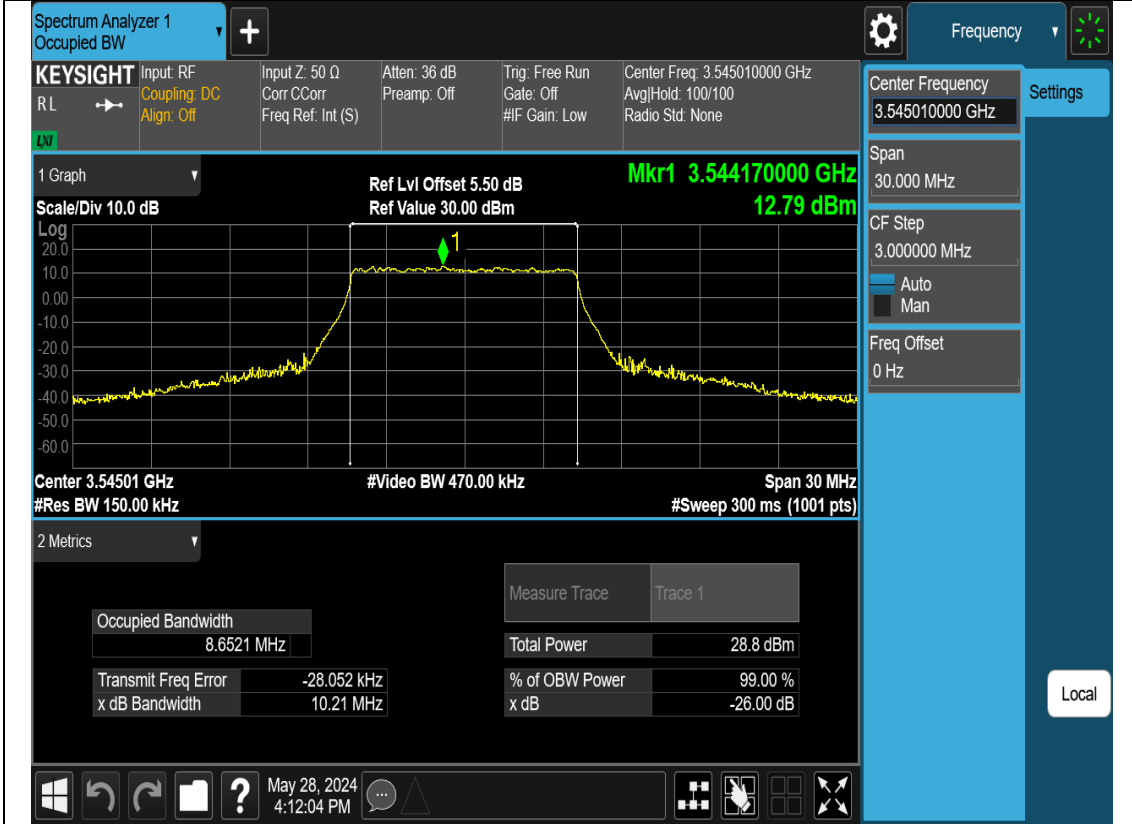 Spectrum Analyzer 1
Occupied BW
+
Frequency
KEYSIGHT
RL
LXI
Input: RF
Coupling: DC
Align: Off
Input Z: 50 Ω
Corr CCorr
Freq Ref: Int (S)
Atten: 36 dB
Preamp: Off
Trig: Free Run
Gate: Off
#IF Gain: Low
Center Freq: 3.545010000 GHz
Avg|Hold: 100/100
Radio Std: None
Center Frequency
3.545010000 GHz
Settings
Span
30.000 MHz
CF Step
3.000000 MHz
Auto
Man
Freq Offset
0 Hz
Local
1 Graph
Scale/Div 10.0 dB
Ref Lvl Offset 5.50 dB
Ref Value 30.00 dBm
Mkr1 3.544170000 GHz
12.79 dBm
Log
20.0
10.0
0.00
-10.0
-20.0
-30.0
-40.0
-50.0
-60.0
1
Center 3.54501 GHz
#Res BW 150.00 kHz
#Video BW 470.00 kHz
Span 30 MHz
#Sweep 300 ms (1001 pts)
2 Metrics
Measure Trace Trace 1
Occupied Bandwidth
8.6521 MHz
Total Power 28.8 dBm
Transmit Freq Error -28.052 kHz
% of OBW Power 99.00 %
x dB Bandwidth 10.21 MHz
x dB -26.00 dB
?
May 28, 2024
4:12:04 PM